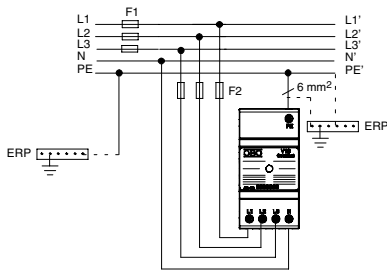 F1
L1 L1'
L2 L2'
L3 L3'
N N'
PE PE'
6 mm²
F2
ERP
ERP
PE
OBO V10
L1 L2 L3 N